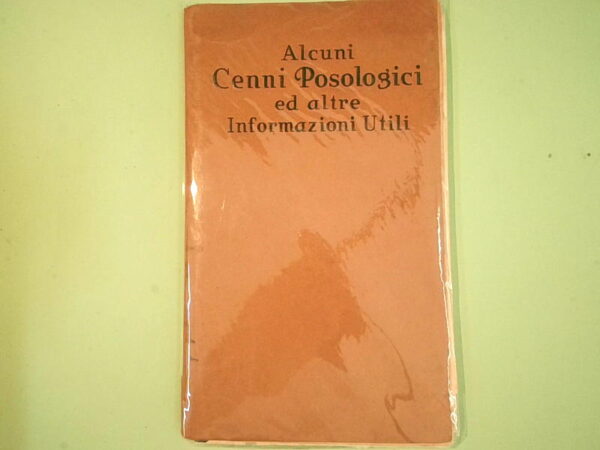 Alcuni
Cenni Posologici
ed altre
Informazioni Utili